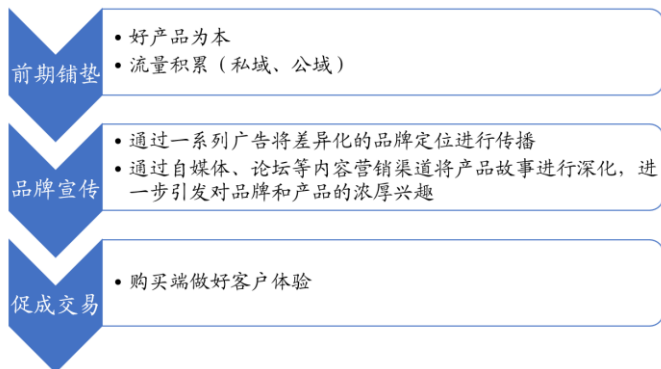 前期铺垫
• 好产品为本
• 流量积累（私域、公域）
品牌宣传
• 通过一系列广告将差异化的品牌定位进行传播
• 通过自媒体、论坛等内容营销渠道将产品故事进行深化，进
一步引发对品牌和产品的浓厚兴趣
促成交易
• 购买端做好客户体验